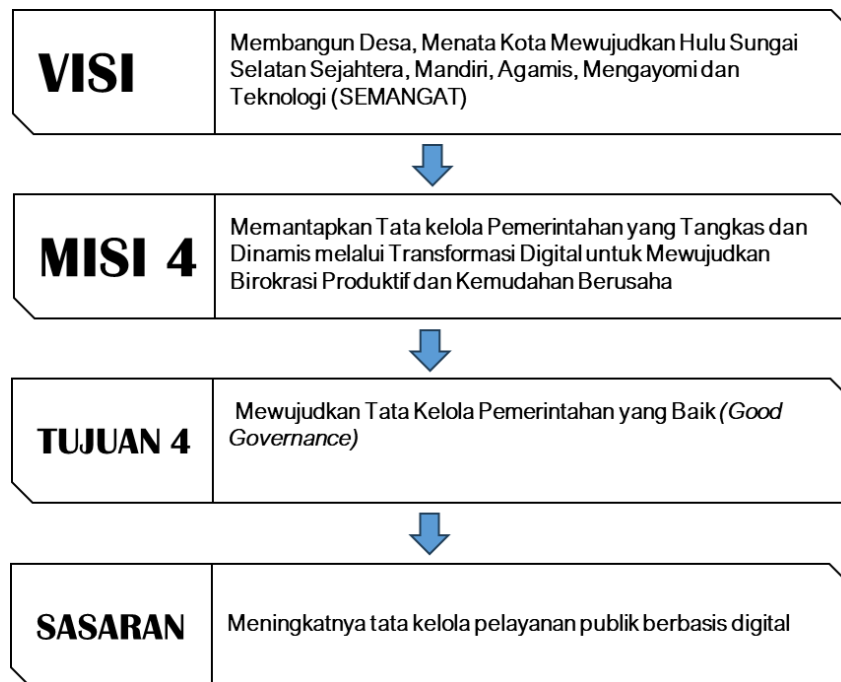 VISI
Membangun Desa, Menata Kota Mewujudkan Hulu Sungai
Selatan Sejahtera, Mandiri, Agamis, Mengayomi dan
Teknologi (SEMANGAT)
MISI 4
Memantapkan Tata kelola Pemerintahan yang Tangkas dan
Dinamis melalui Transformasi Digital untuk Mewujudkan
Birokrasi Produktif dan Kemudahan Berusaha
TUJUAN 4
Mewujudkan Tata Kelola Pemerintahan yang Baik (Good
Governance)
SASARAN
Meningkatnya tata kelola pelayanan publik berbasis digital